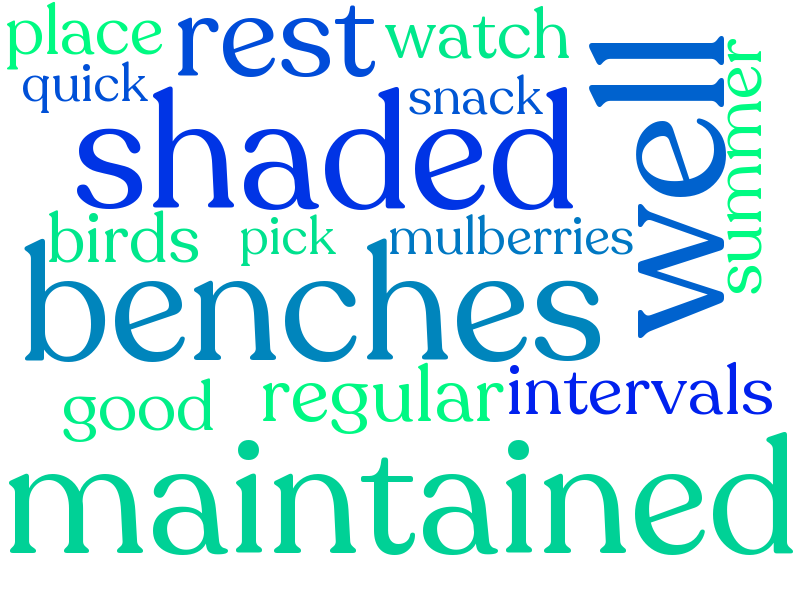 place rest watch
quick snack
shaded
well
summer
birds pick mulberries
benches
good regular intervals
maintained